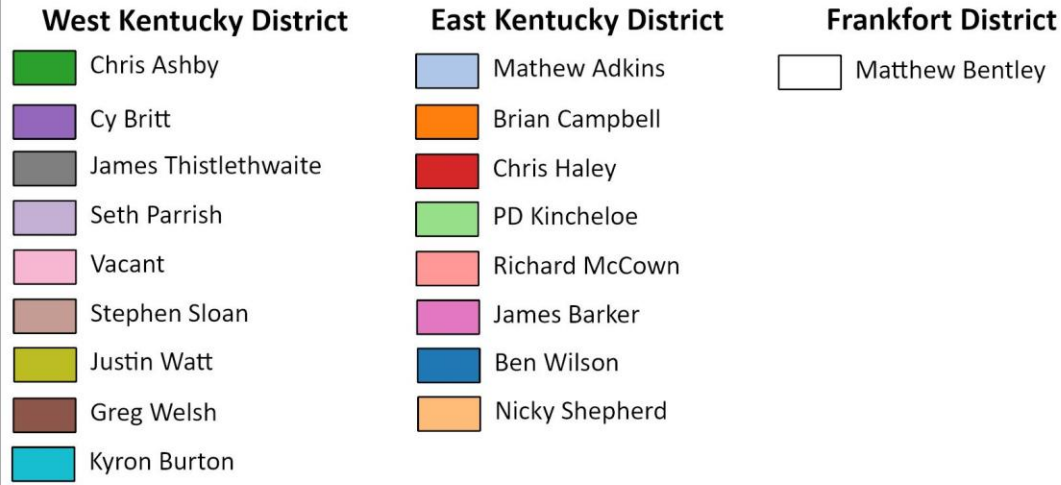 West Kentucky District
Chris Ashby
Cy Britt
James Thistlethwaite
Seth Parrish
Vacant
Stephen Sloan
Justin Watt
Greg Welsh
Kyron Burton
East Kentucky District
Mathew Adkins
Brian Campbell
Chris Haley
PD Kincheloe
Richard McCown
James Barker
Ben Wilson
Nicky Shepherd
Frankfort District
Matthew Bentley